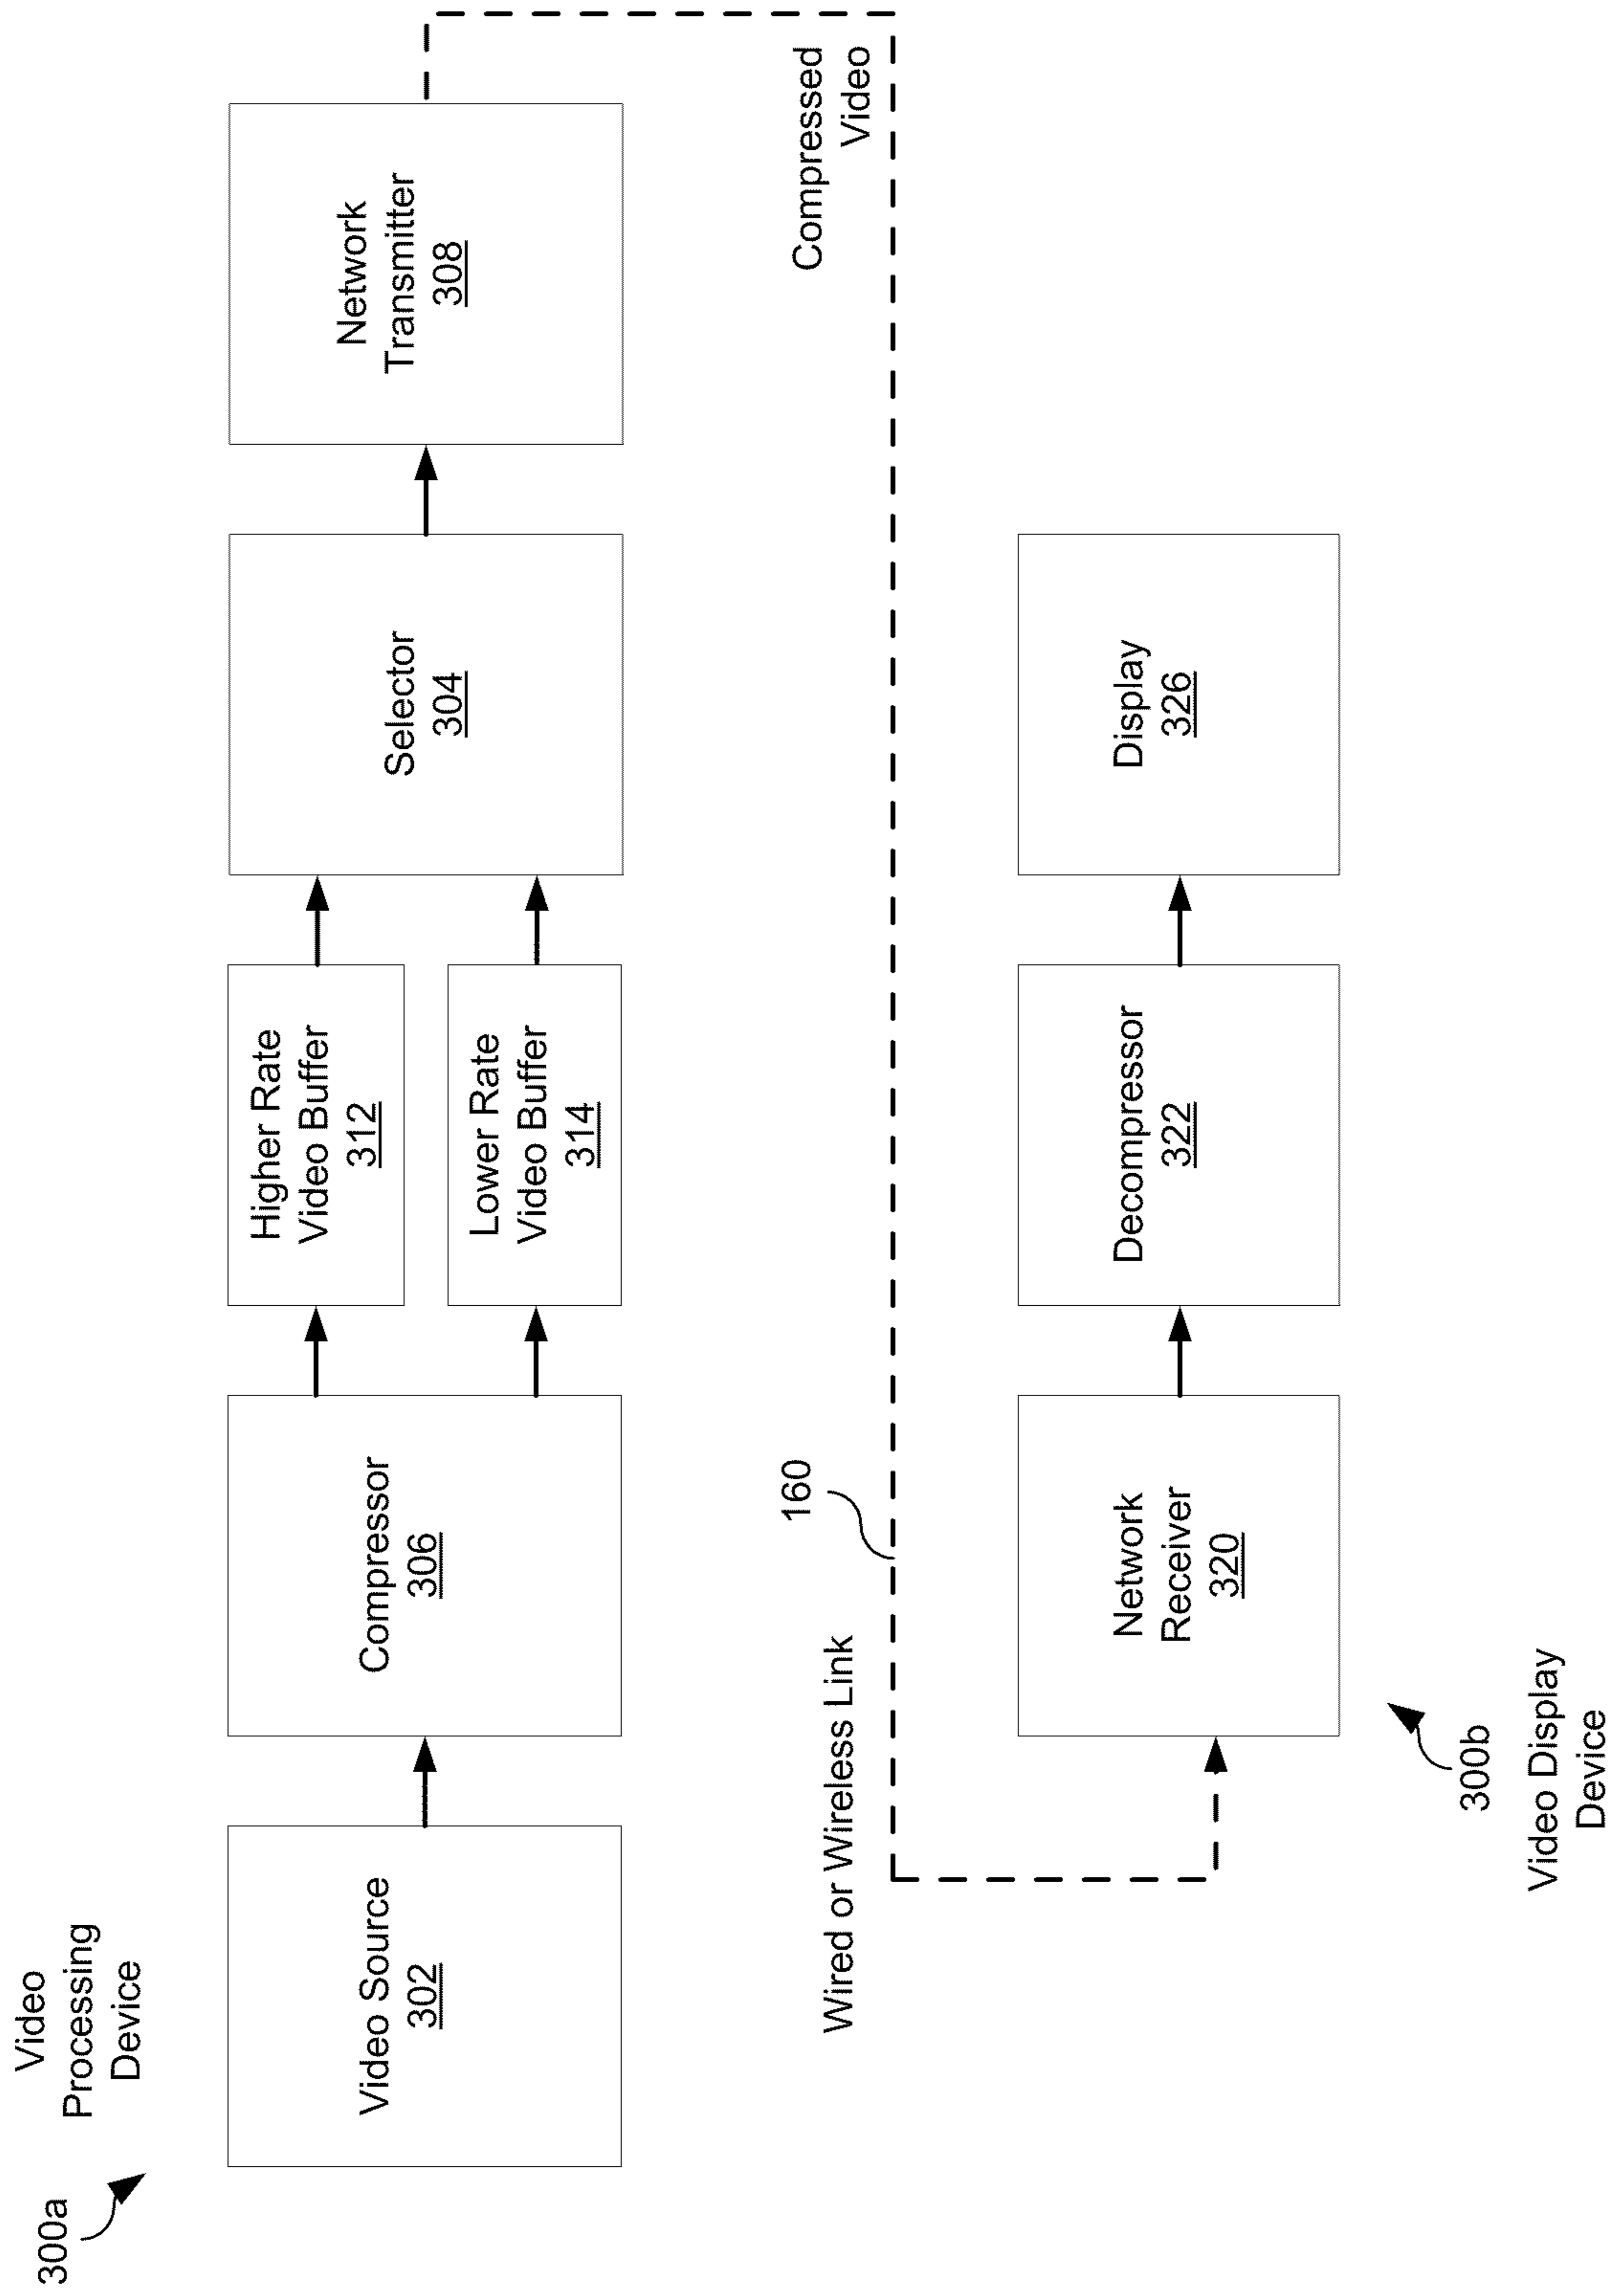 300a
Video
Processing
Device
Video Source
302
Compressor
306
Higher Rate
Video Buffer
312
Lower Rate
Video Buffer
314
Selector
304
Network
Transmitter
308
Wired or Wireless Link
160
Compressed
Video
Network
Receiver
320
Decompressor
322
Display
326
300b
Video Display
Device